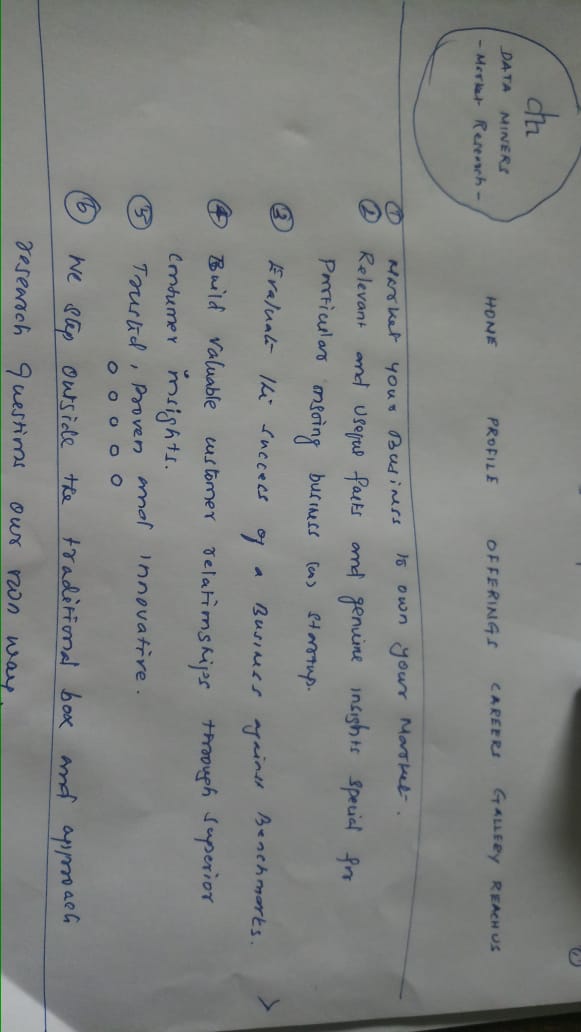 dm
DATA MINERS
- Market Research -
HOME PROFILE OFFERINGS CAREERS GALLERY REACH US
① Market your Business to own your Market.
② Relevant and useful facts and genuine insights special for
Particular ongoing business (or) startup.
③ Evaluate the success of a Business against Benchmarks.
④ Build valuable customer relationships through superior
consumer insights.
⑤ Trusted, Proven and innovative.
⑥ We step outside the traditional box and approach
research questions our own way.